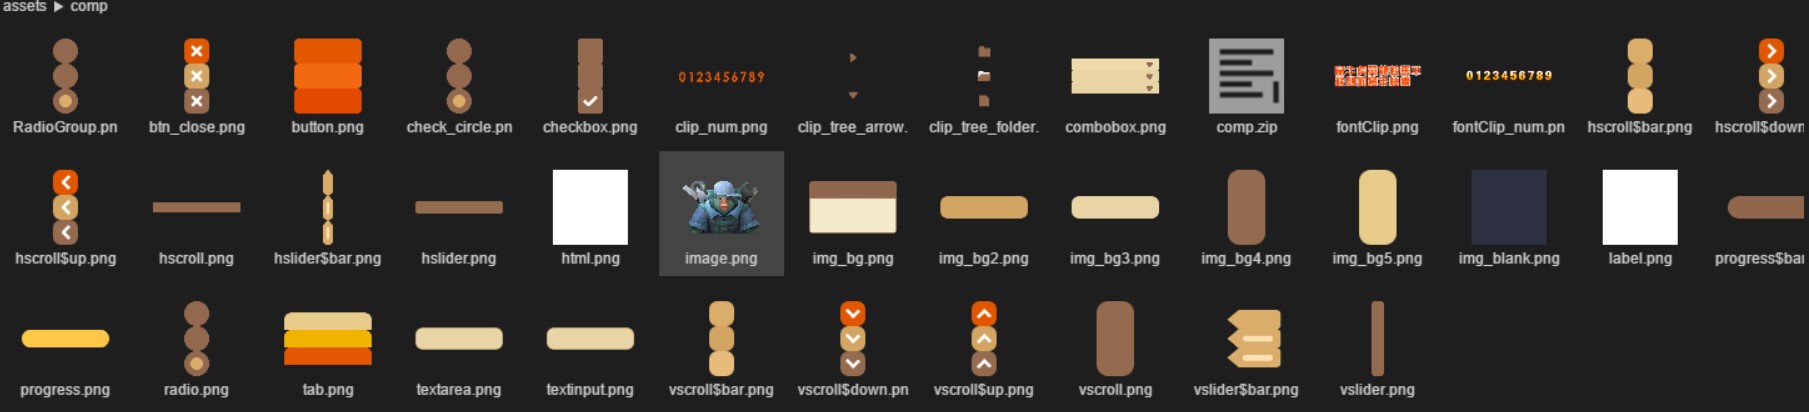 assets ▶ comp
0123456789
0123456789
RadioGroup.pn btn_close.png button.png check_circle.pn checkbox.png clip_num.png clip_tree_arrow. clip_tree_folder. combobox.png comp.zip fontClip.png fontClip_num.pn hscroll$bar.png hscroll$down
hscroll$up.png hscroll.png hslider$bar.png hslider.png html.png image.png img_bg.png img_bg2.png img_bg3.png img_bg4.png img_bg5.png img_blank.png label.png progress$bar
progress.png radio.png tab.png textarea.png textinput.png vscroll$bar.png vscroll$down.pn vscroll$up.png vscroll.png vslider$bar.png vslider.png